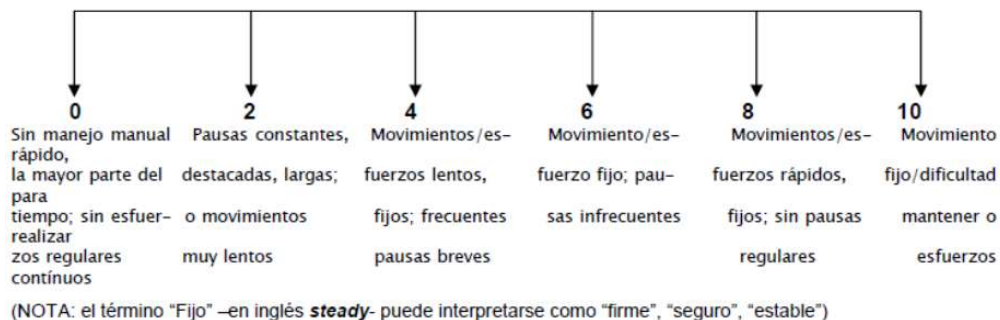 0 2 4 6 8 10
Sin manejo manual Pausas constantes, Movimientos/es- Movimiento/es- Movimientos/es- Movimiento
rápido,
la mayor parte del destacadas, largas; fuerzos lentos, fuerzo fijo; pau- fuerzos rápidos, fijo/dificultad
para
tiempo; sin esfuer- o movimientos fijos; frecuentes sas infrecuentes fijos; sin pausas mantener o
realizar
zos regulares muy lentos pausas breves regulares esfuerzos
contínuos
(NOTA: el término “Fijo” –en inglés steady- puede interpretarse como “firme”, “seguro”, “estable”)